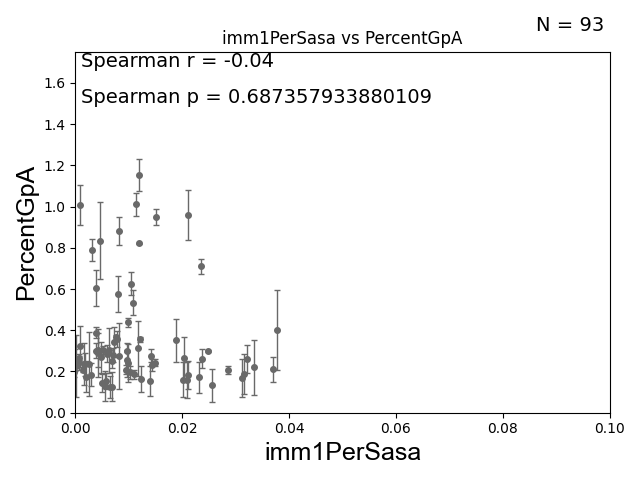 N = 93
imm1PerSasa vs PercentGpA
Spearman r = -0.04
Spearman p = 0.687357933880109
PercentGpA
1.6
1.4
1.2
1.0
0.8
0.6
0.4
0.2
0.0
0.00 0.02 0.04 0.06 0.08 0.10
imm1PerSasa